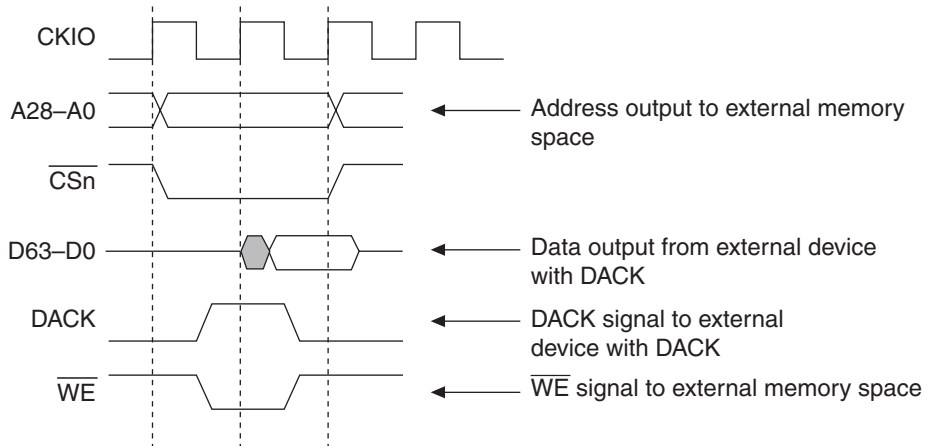 CKIO
A28–A0
Address output to external memory
space
CSn
D63–D0
Data output from external device
with DACK
DACK
DACK signal to external
device with DACK
WE
WE signal to external memory space